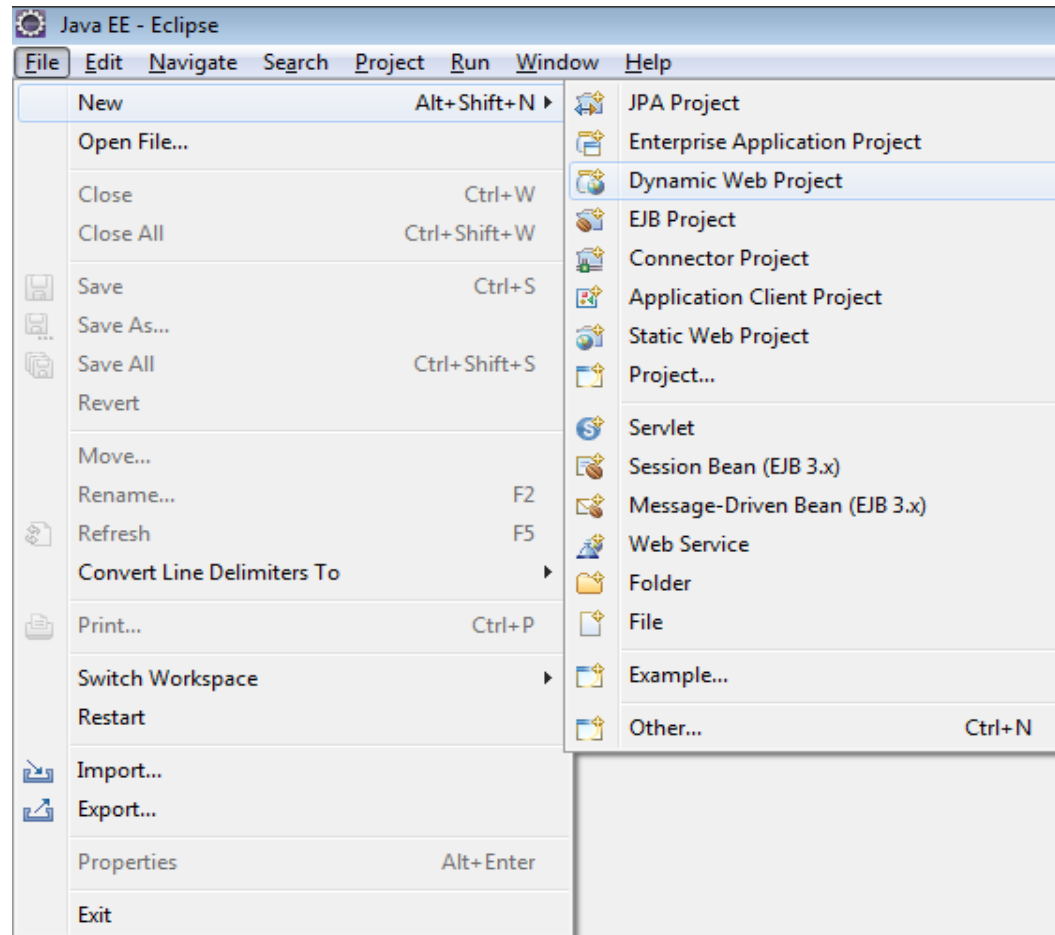 Java EE - Eclipse
File Edit Navigate Search Project Run Window Help
New Alt+Shift+N
Open File...
Close Ctrl+W
Close All Ctrl+Shift+W
Save Ctrl+S
Save As...
Save All Ctrl+Shift+S
Revert
Move...
Rename... F2
Refresh F5
Convert Line Delimiters To
Print... Ctrl+P
Switch Workspace
Restart
Import...
Export...
Properties Alt+Enter
Exit
JPA Project
Enterprise Application Project
Dynamic Web Project
EJB Project
Connector Project
Application Client Project
Static Web Project
Project...
Servlet
Session Bean (EJB 3.x)
Message-Driven Bean (EJB 3.x)
Web Service
Folder
File
Example...
Other... Ctrl+N